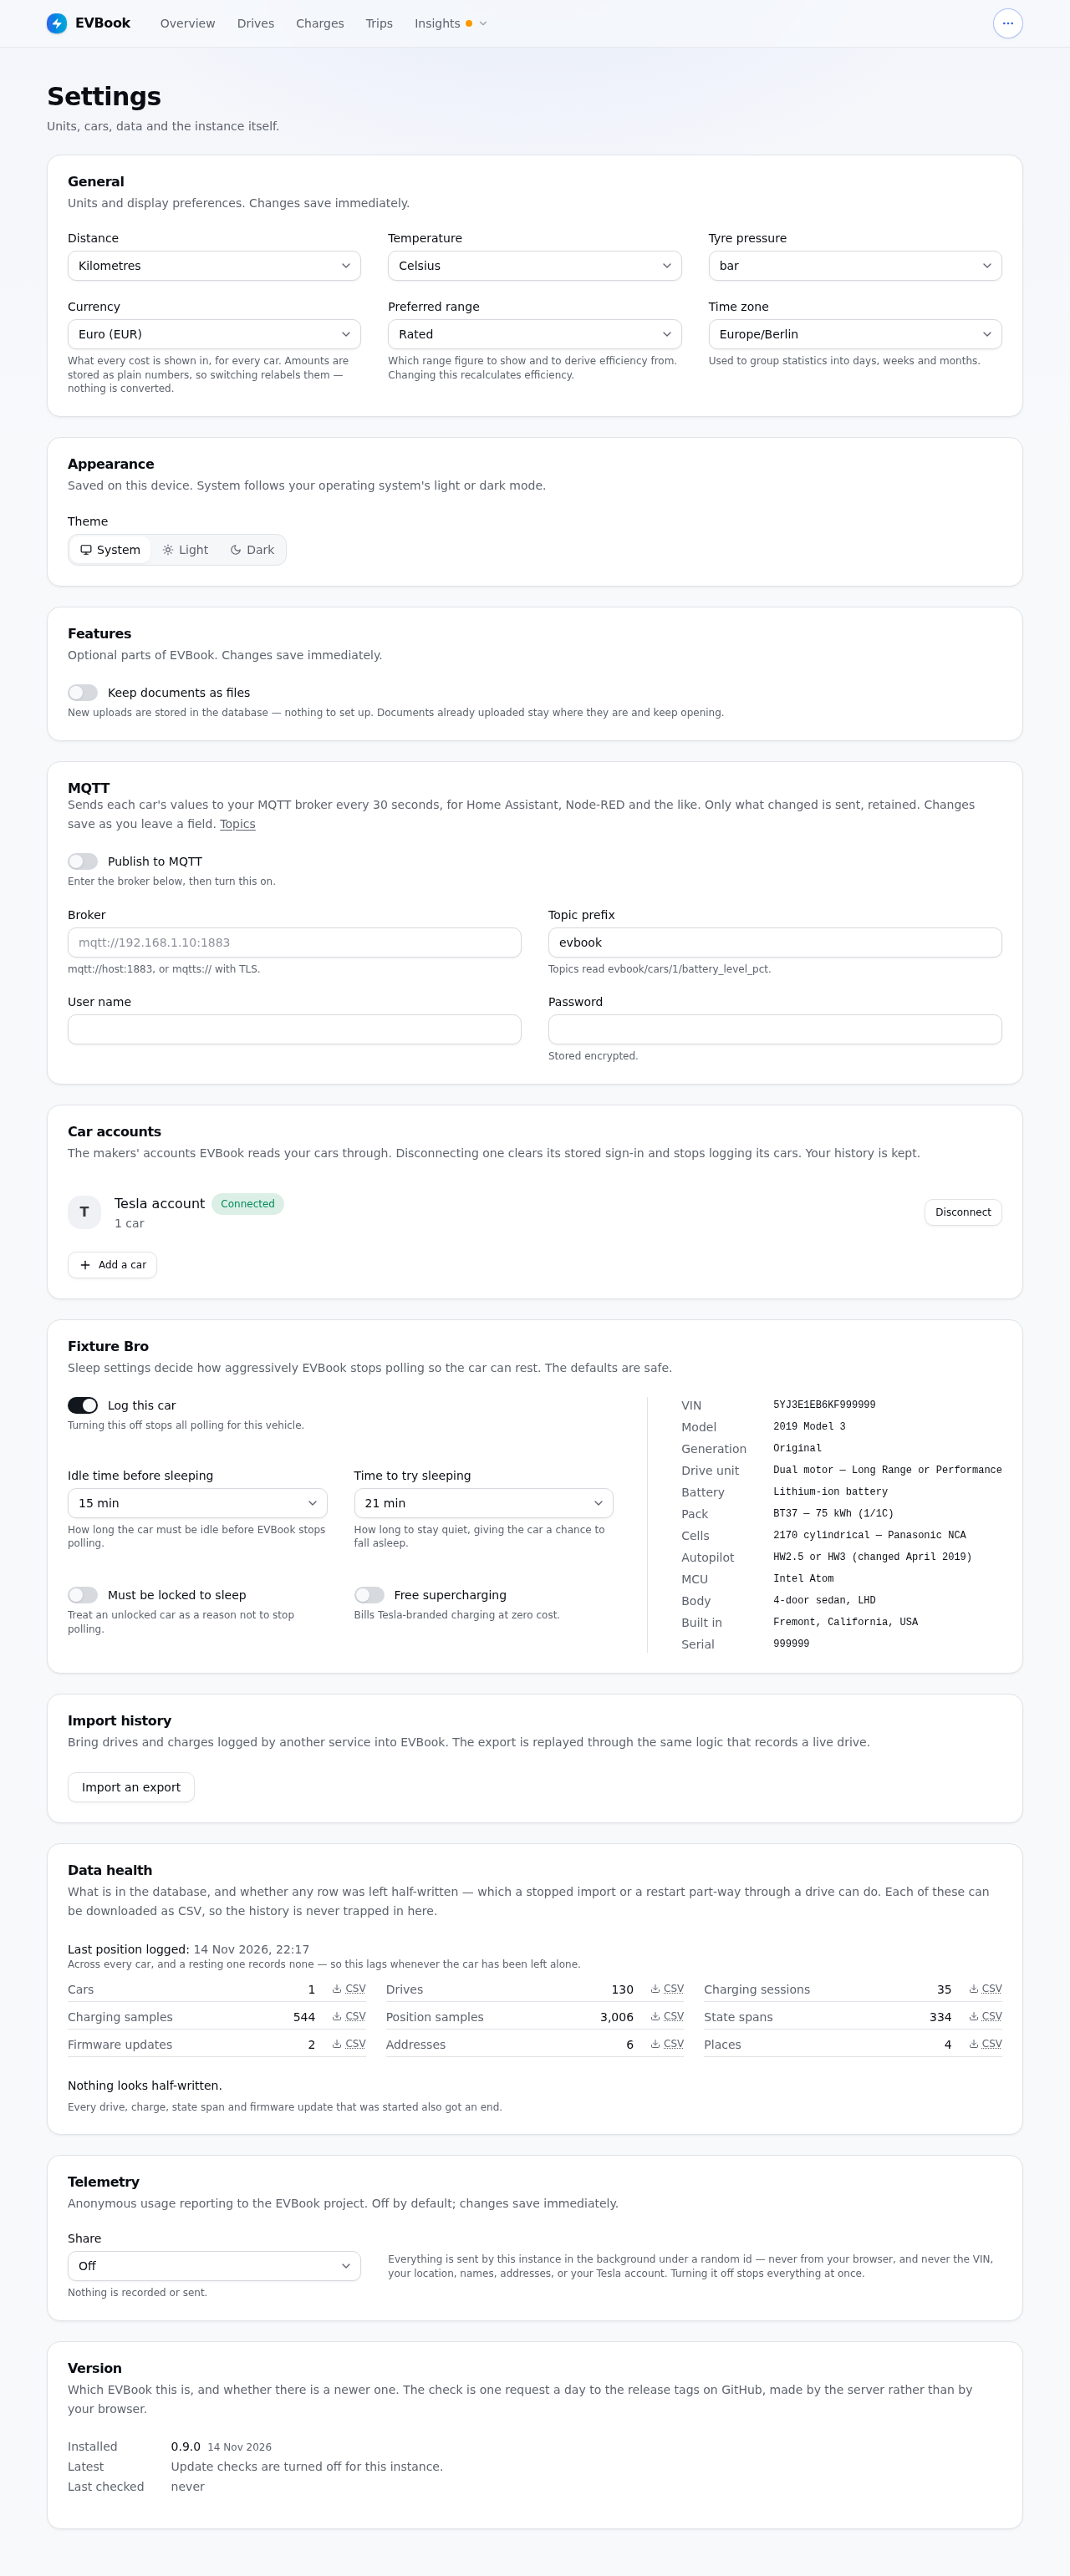 EVBook
Overview
Drives
Charges
Trips
Insights
Settings
Units, cars, data and the instance itself.
General
Units and display preferences. Changes save immediately.
Distance
Temperature
Tyre pressure
Kilometres
Celsius
bar
Currency
Preferred range
Time zone
Euro (EUR)
Rated
Europe/Berlin
What every cost is shown in, for every car. Amounts are
stored as plain numbers, so switching relabels them —
nothing is converted.
Which range figure to show and to derive efficiency from.
Changing this recalculates efficiency.
Used to group statistics into days, weeks and months.
Appearance
Saved on this device. System follows your operating system's light or dark mode.
Theme
System
Light
Dark
Features
Optional parts of EVBook. Changes save immediately.
Keep documents as files
New uploads are stored in the database — nothing to set up. Documents already uploaded stay where they are and keep opening.
MQTT
Sends each car's values to your MQTT broker every 30 seconds, for Home Assistant, Node-RED and the like. Only what changed is sent, retained. Changes
save as you leave a field. Topics
Publish to MQTT
Enter the broker below, then turn this on.
Broker
Topic prefix
mqtt://192.168.1.10:1883
evbook
mqtt://host:1883, or mqtts:// with TLS.
Topics read evbook/cars/1/battery_level_pct.
User name
Password
Stored encrypted.
Car accounts
The makers' accounts EVBook reads your cars through. Disconnecting one clears its stored sign-in and stops logging its cars. Your history is kept.
T
Tesla account
Connected
1 car
Disconnect
Add a car
Fixture Bro
Sleep settings decide how aggressively EVBook stops polling so the car can rest. The defaults are safe.
Log this car
Turning this off stops all polling for this vehicle.
Idle time before sleeping
Time to try sleeping
15 min
21 min
How long the car must be idle before EVBook stops
polling.
How long to stay quiet, giving the car a chance to
fall asleep.
Must be locked to sleep
Free supercharging
Treat an unlocked car as a reason not to stop
polling.
Bills Tesla-branded charging at zero cost.
VIN 5YJ3E1EB6KF999999
Model 2019 Model 3
Generation Original
Drive unit Dual motor — Long Range or Performance
Battery Lithium-ion battery
Pack BT37 — 75 kWh (1/1C)
Cells 2170 cylindrical — Panasonic NCA
Autopilot HW2.5 or HW3 (changed April 2019)
MCU Intel Atom
Body 4-door sedan, LHD
Built in Fremont, California, USA
Serial 999999
Import history
Bring drives and charges logged by another service into EVBook. The export is replayed through the same logic that records a live drive.
Import an export
Data health
What is in the database, and whether any row was left half-written — which a stopped import or a restart part-way through a drive can do. Each of these can
be downloaded as CSV, so the history is never trapped in here.
Last position logged: 14 Nov 2026, 22:17
Across every car, and a resting one records none — so this lags whenever the car has been left alone.
Cars 1 CSV
Drives 130 CSV
Charging sessions 35 CSV
Charging samples 544 CSV
Position samples 3,006 CSV
State spans 334 CSV
Firmware updates 2 CSV
Addresses 6 CSV
Places 4 CSV
Nothing looks half-written.
Every drive, charge, state span and firmware update that was started also got an end.
Telemetry
Anonymous usage reporting to the EVBook project. Off by default; changes save immediately.
Share
Off
Nothing is recorded or sent.
Everything is sent by this instance in the background under a random id — never from your browser, and never the VIN,
your location, names, addresses, or your Tesla account. Turning it off stops everything at once.
Version
Which EVBook this is, and whether there is a newer one. The check is one request a day to the release tags on GitHub, made by the server rather than by
your browser.
Installed 0.9.0 14 Nov 2026
Latest Update checks are turned off for this instance.
Last checked never